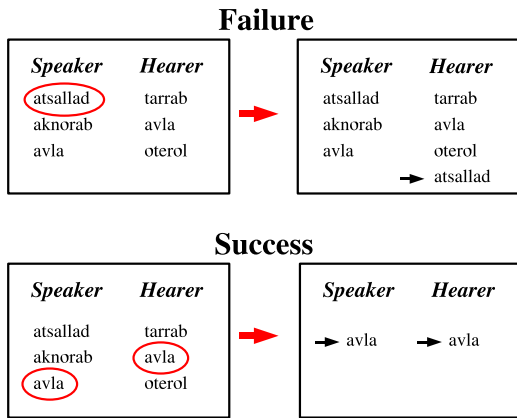 Failure
Speaker Hearer Speaker Hearer
atsallad tarrab atsallad tarrab
aknorab avla aknorab avla
avla oterol avla oterol
atsallad
Success
Speaker Hearer Speaker Hearer
atsallad tarrab avla avla
aknorab avla
avla oterol